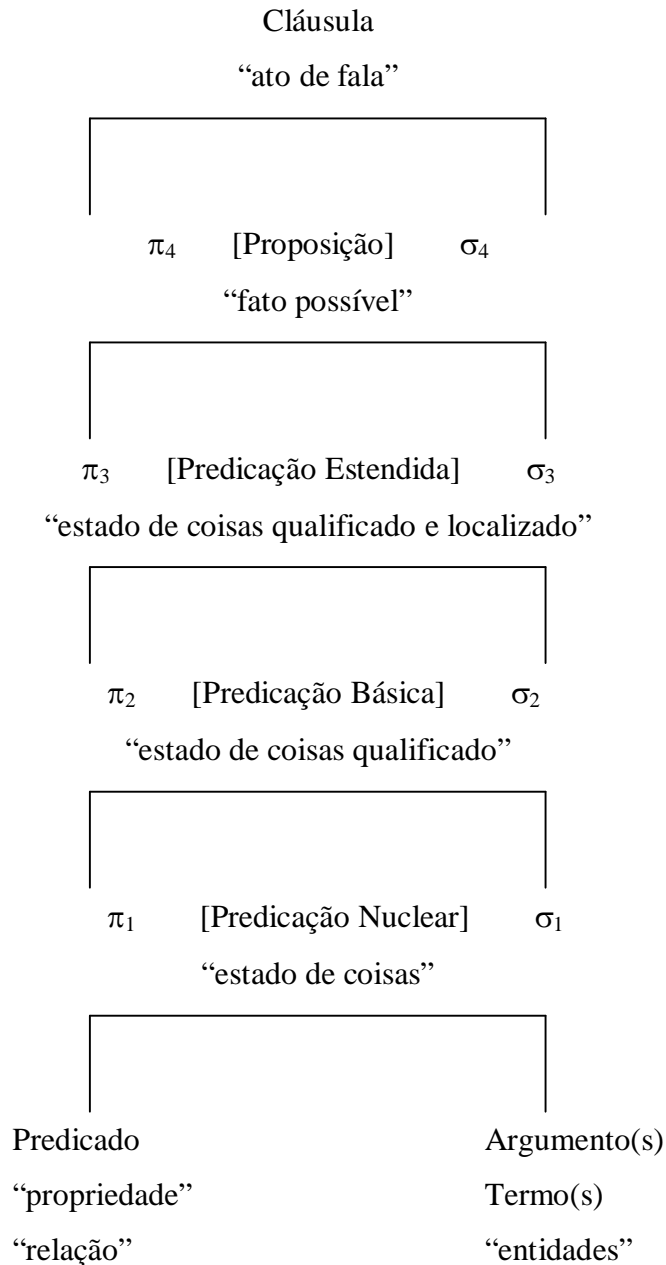 Cláusula
“ato de fala”
π₄ [Proposição] σ₄
“fato possível”
π₃ [Predicação Estendida] σ₃
“estado de coisas qualificado e localizado”
π₂ [Predicação Básica] σ₂
“estado de coisas qualificado”
π₁ [Predicação Nuclear] σ₁
“estado de coisas”
Predicado Argumento(s)
“propriedade” Termo(s)
“relação” “entidades”